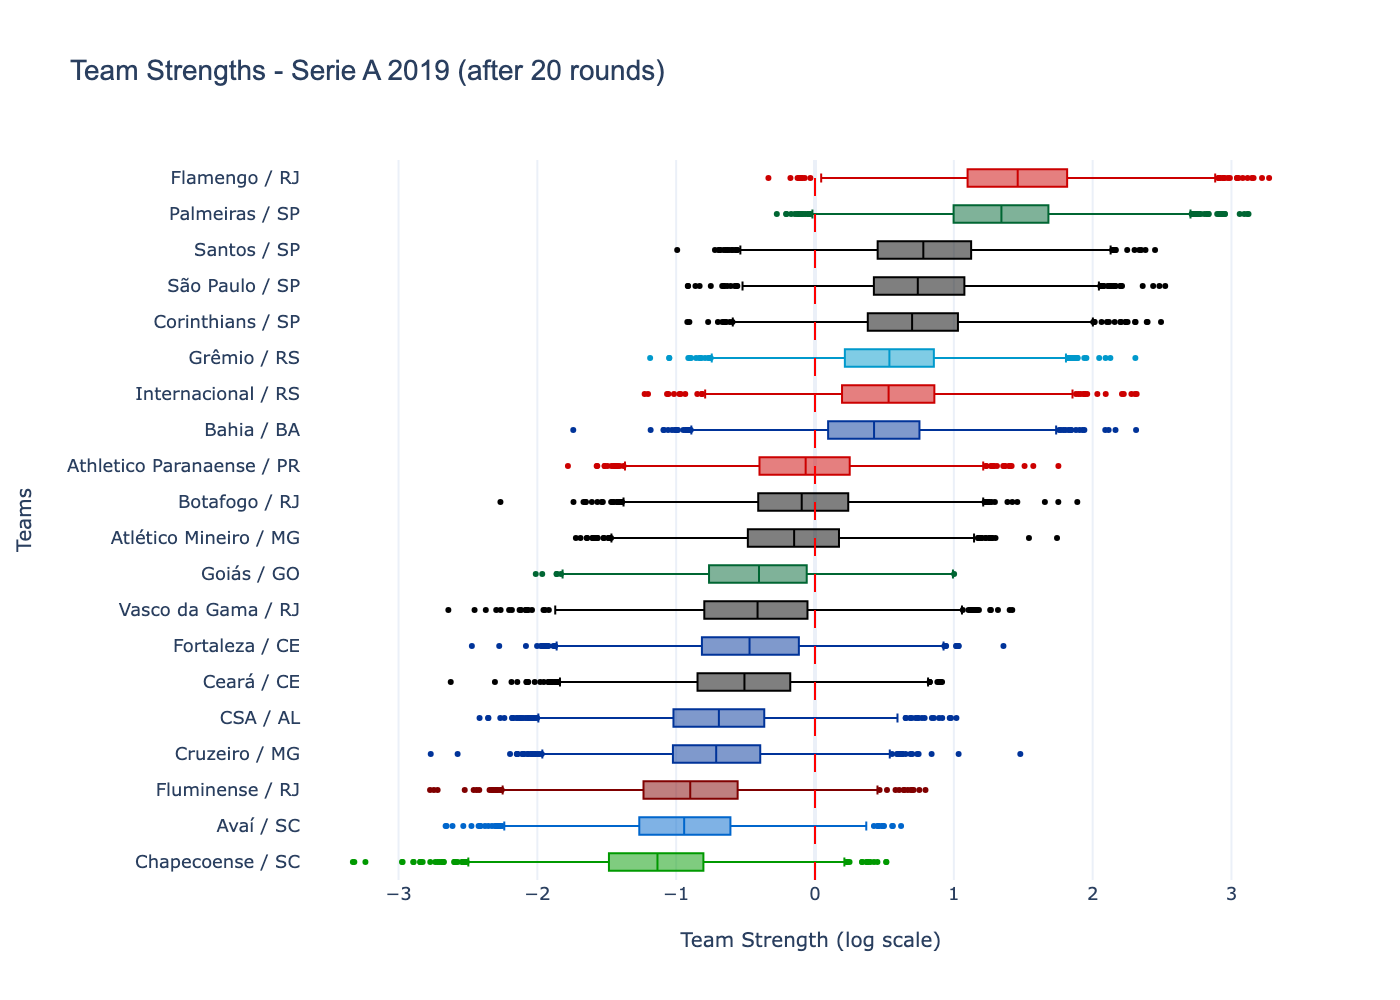 Team Strengths - Serie A 2019 (after 20 rounds)
Flamengo / RJ
Palmeiras / SP
Santos / SP
São Paulo / SP
Corinthians / SP
Grêmio / RS
Internacional / RS
Bahia / BA
Athletico Paranaense / PR
Botafogo / RJ
Atlético Mineiro / MG
Goiás / GO
Vasco da Gama / RJ
Fortaleza / CE
Ceará / CE
CSA / AL
Cruzeiro / MG
Fluminense / RJ
Avaí / SC
Chapecoense / SC
Teams
−3 −2 −1 0 1 2 3
Team Strength (log scale)